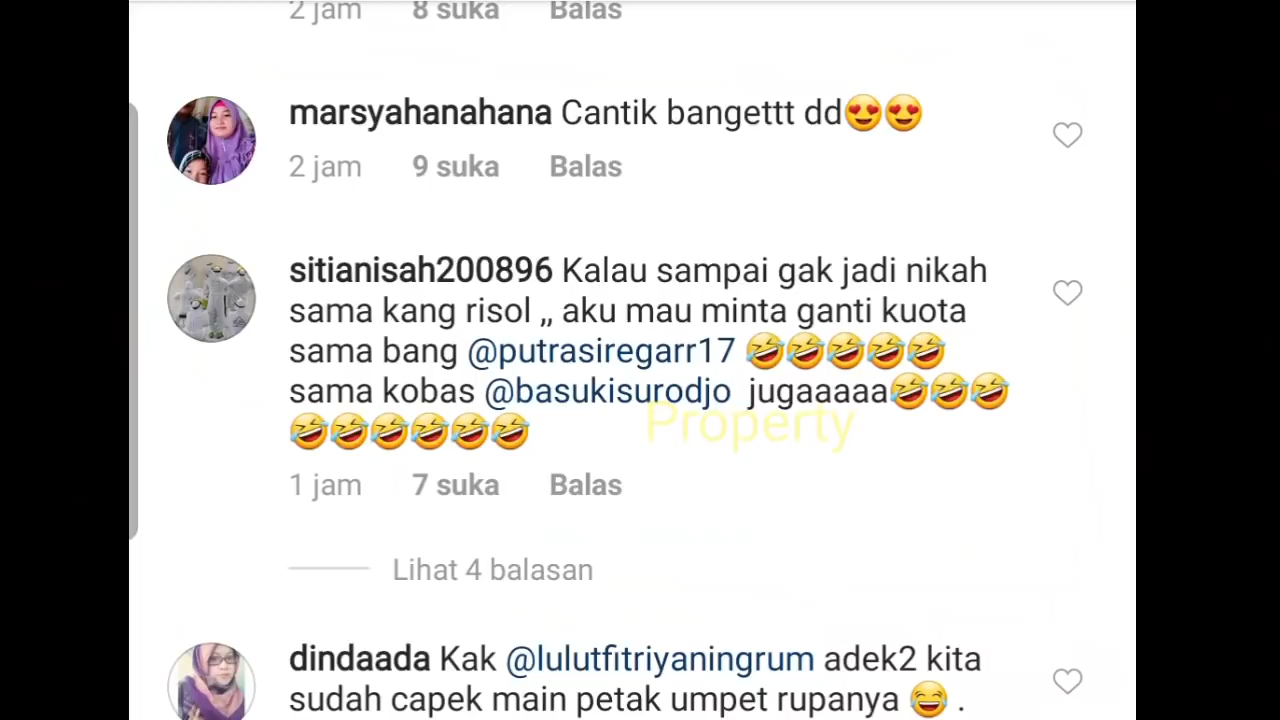 2 jam 8 suka Balas
marsyahanahana Cantik bangettt dd😍😍
2 jam 9 suka Balas
sitianisah200896 Kalau sampai gak jadi nikah
sama kang risol ,, aku mau minta ganti kuota
sama bang @putrasiregarr17 🤣🤣🤣🤣🤣
sama kobas @basukisurodjo jugaaaaa🤣🤣🤣
🤣🤣🤣🤣🤣🤣
Property
1 jam 7 suka Balas
Lihat 4 balasan
dindaada Kak @lulutfitriyaningrum adek2 kita
sudah capek main petak umpet rupanya 😂 .